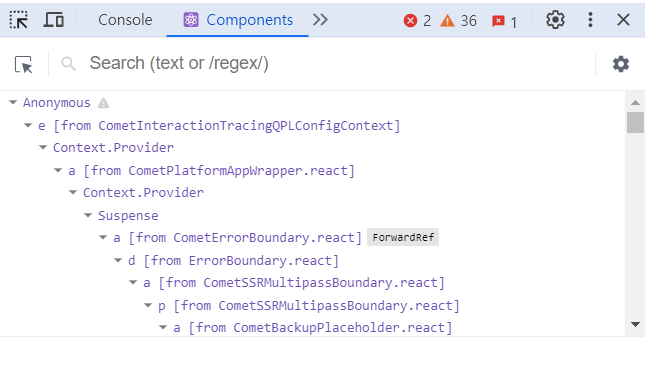 Console Components 2 36 1
Search (text or /regex/)
Anonymous
e [from CometInteractionTracingQPLConfigContext]
Context.Provider
a [from CometPlatformAppWrapper.react]
Context.Provider
Suspense
a [from CometErrorBoundary.react] ForwardRef
d [from ErrorBoundary.react]
a [from CometSSRMultipassBoundary.react]
p [from CometSSRMultipassBoundary.react]
a [from CometBackupPlaceholder.react]